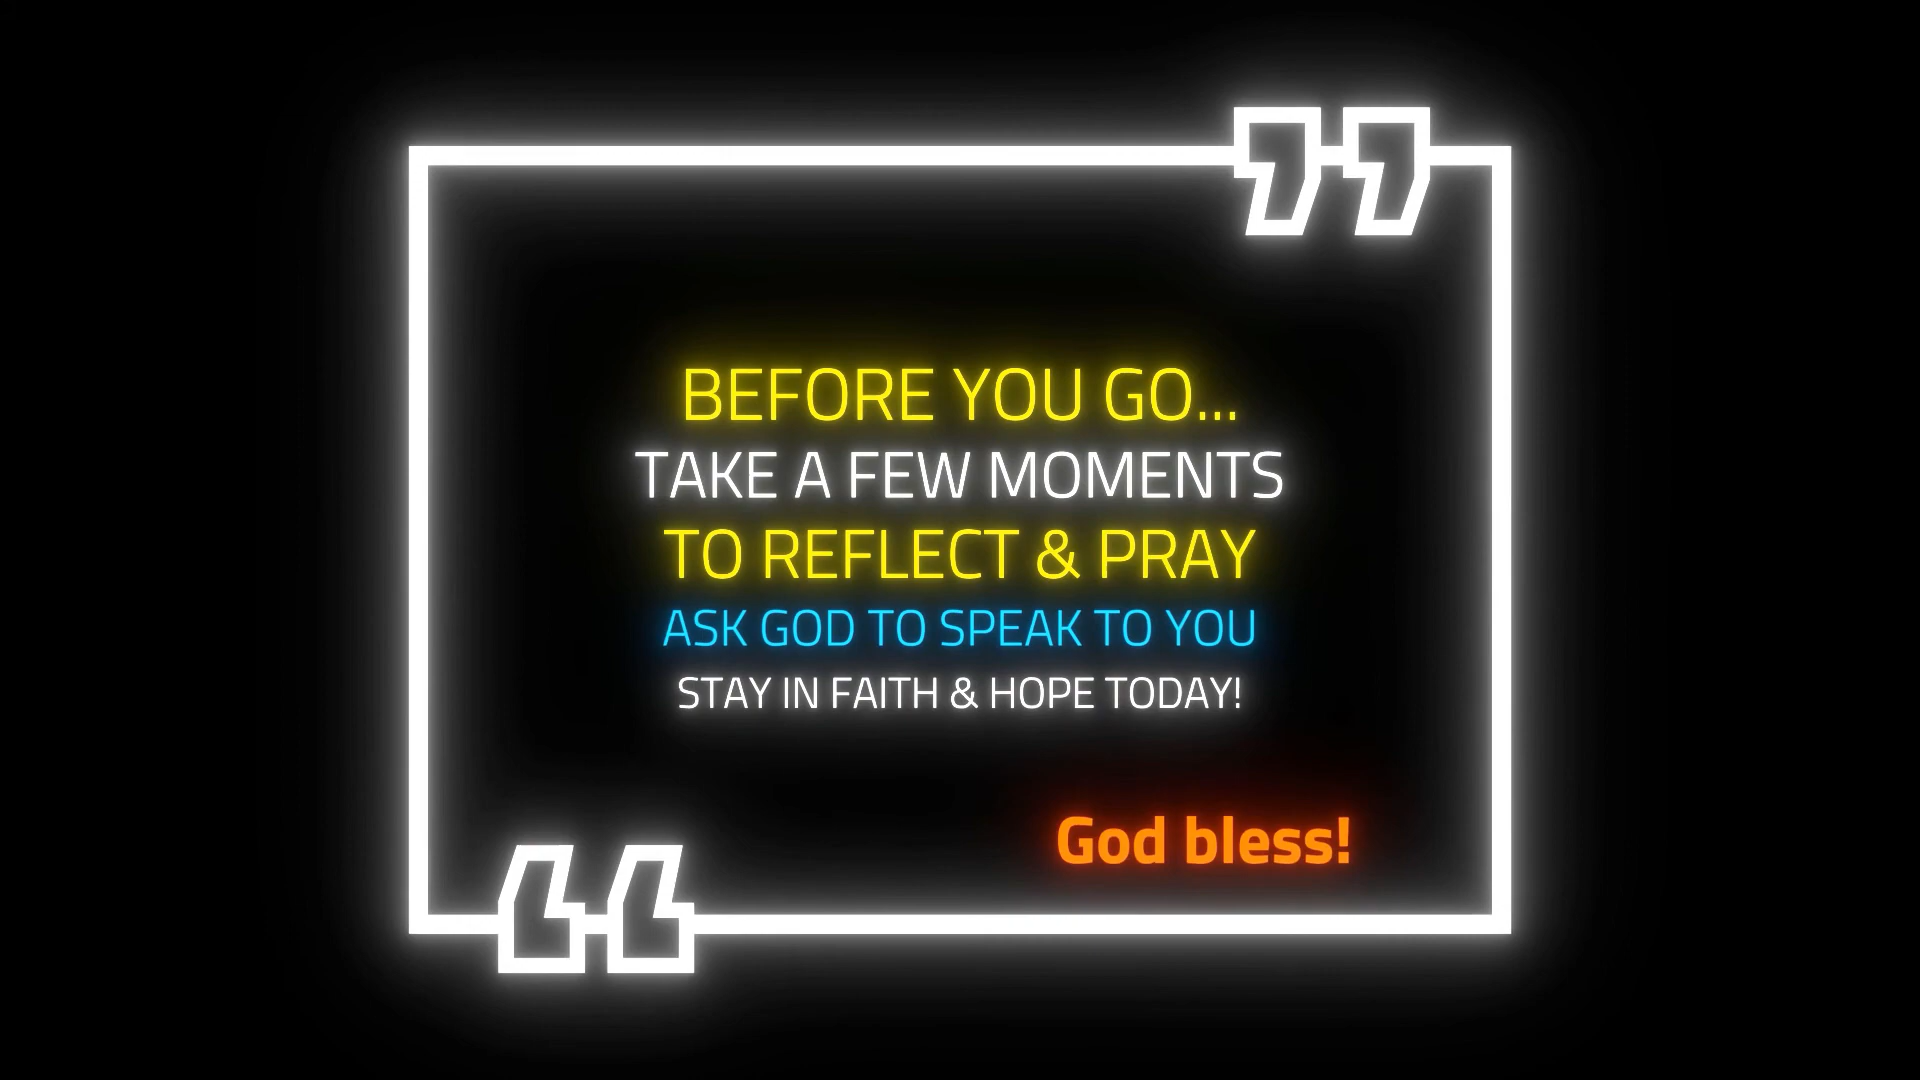 BEFORE YOU GO...
TAKE A FEW MOMENTS
TO REFLECT & PRAY
ASK GOD TO SPEAK TO YOU
STAY IN FAITH & HOPE TODAY!
God bless!